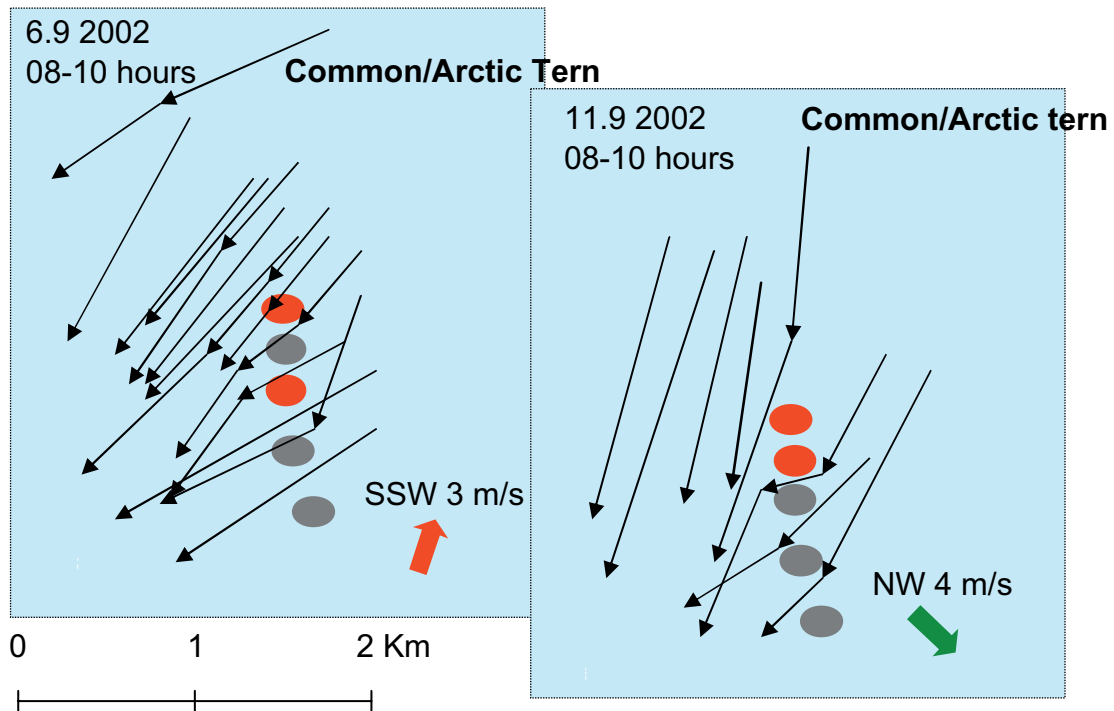 6.9 2002
08-10 hours
Common/Arctic Tern
SSW 3 m/s
11.9 2002
08-10 hours
Common/Arctic tern
NW 4 m/s
0 1 2 Km